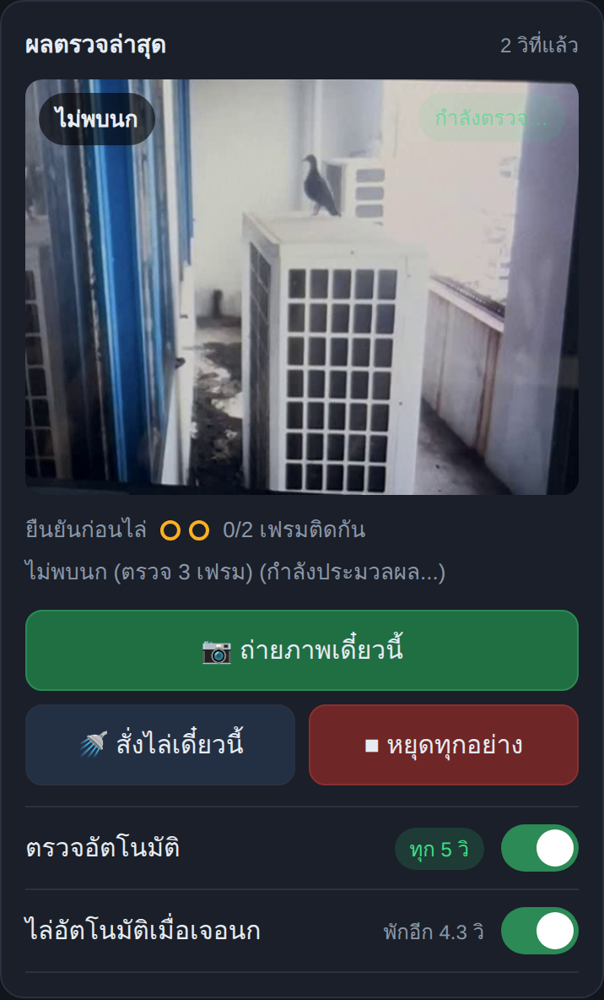 ผลตรวจล่าสุด 2 วิที่แล้ว
ไม่พบนก กำลังตรวจ...
ยืนยันก่อนไล่ 0/2 เฟรมติดกัน
ไม่พบนก (ตรวจ 3 เฟรม) (กำลังประมวลผล...)
📷 ถ่ายภาพเดี๋ยวนี้
🚿 สั่งไล่เดี๋ยวนี้ ■ หยุดทุกอย่าง
ตรวจอัตโนมัติ ทุก 5 วิ
ไล่อัตโนมัติเมื่อเจอนก พักอีก 4.3 วิ